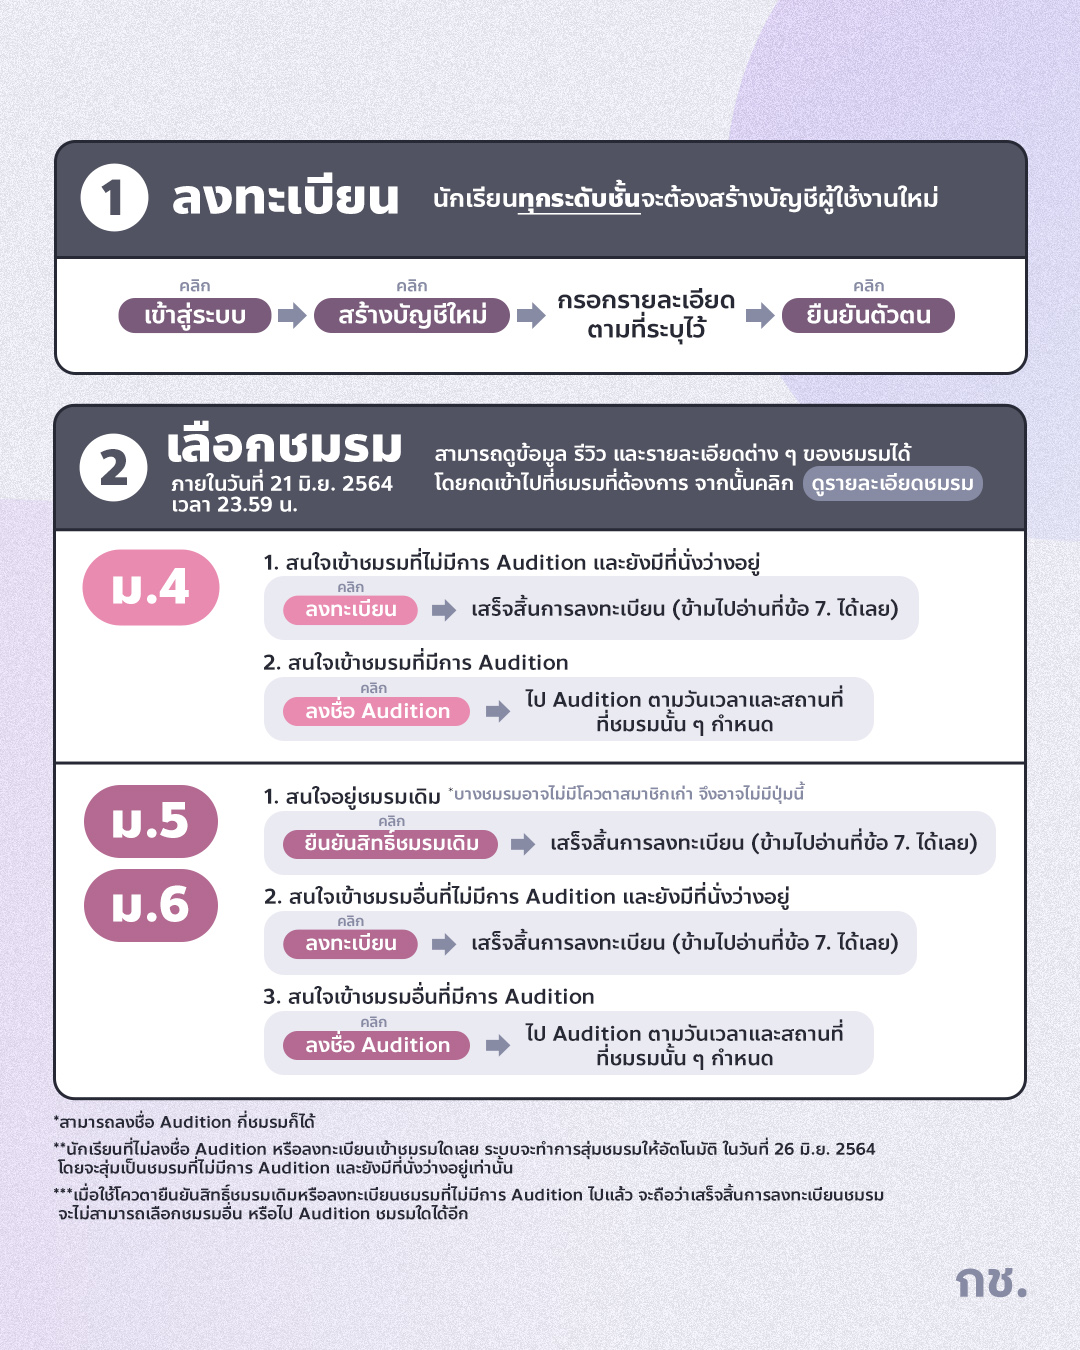 1 ลงทะเบียน นักเรียนทุกระดับชั้นจะต้องสร้างบัญชีผู้ใช้งานใหม่
คลิก
เข้าสู่ระบบ
คลิก
สร้างบัญชีใหม่
กรอกรายละเอียด
ตามที่ระบุไว้
คลิก
ยืนยันตัวตน
2 เลือกชมรม
ภายในวันที่ 21 มิ.ย. 2564
เวลา 23.59 น.
สามารถดูข้อมูล รีวิว และรายละเอียดต่าง ๆ ของชมรมได้
โดยกดเข้าไปที่ชมรมที่ต้องการ จากนั้นคลิก ดูรายละเอียดชมรม
ม.4
1. สนใจเข้าชมรมที่ไม่มีการ Audition และยังมีที่นั่งว่างอยู่
คลิก
ลงทะเบียน เสร็จสิ้นการลงทะเบียน (ข้ามไปอ่านที่ข้อ 7. ได้เลย)
2. สนใจเข้าชมรมที่มีการ Audition
คลิก
ลงชื่อ Audition
ไป Audition ตามวันเวลาและสถานที่
ที่ชมรมนั้น ๆ กำหนด
ม.5
ม.6
1. สนใจอยู่ชมรมเดิม *บางชมรมอาจไม่มีโควตาสมาชิกเก่า จึงอาจไม่มีปุ่มนี้
คลิก
ยืนยันสิทธิ์ชมรมเดิม เสร็จสิ้นการลงทะเบียน (ข้ามไปอ่านที่ข้อ 7. ได้เลย)
2. สนใจเข้าชมรมอื่นที่ไม่มีการ Audition และยังมีที่นั่งว่างอยู่
คลิก
ลงทะเบียน เสร็จสิ้นการลงทะเบียน (ข้ามไปอ่านที่ข้อ 7. ได้เลย)
3. สนใจเข้าชมรมอื่นที่มีการ Audition
คลิก
ลงชื่อ Audition
ไป Audition ตามวันเวลาและสถานที่
ที่ชมรมนั้น ๆ กำหนด
*สามารถลงชื่อ Audition กี่ชมรมก็ได้
**นักเรียนที่ไม่ลงชื่อ Audition หรือลงทะเบียนเข้าชมรมใดเลย ระบบจะทำการสุ่มชมรมให้อัตโนมัติ ในวันที่ 26 มิ.ย. 2564
โดยจะสุ่มเป็นชมรมที่ไม่มีการ Audition และยังมีที่นั่งว่างอยู่เท่านั้น
***เมื่อใช้โควตายืนยันสิทธิ์ชมรมเดิมหรือลงทะเบียนชมรมที่ไม่มีการ Audition ไปแล้ว จะถือว่าเสร็จสิ้นการลงทะเบียนชมรม
จะไม่สามารถเลือกชมรมอื่น หรือไป Audition ชมรมใดได้อีก
กช.